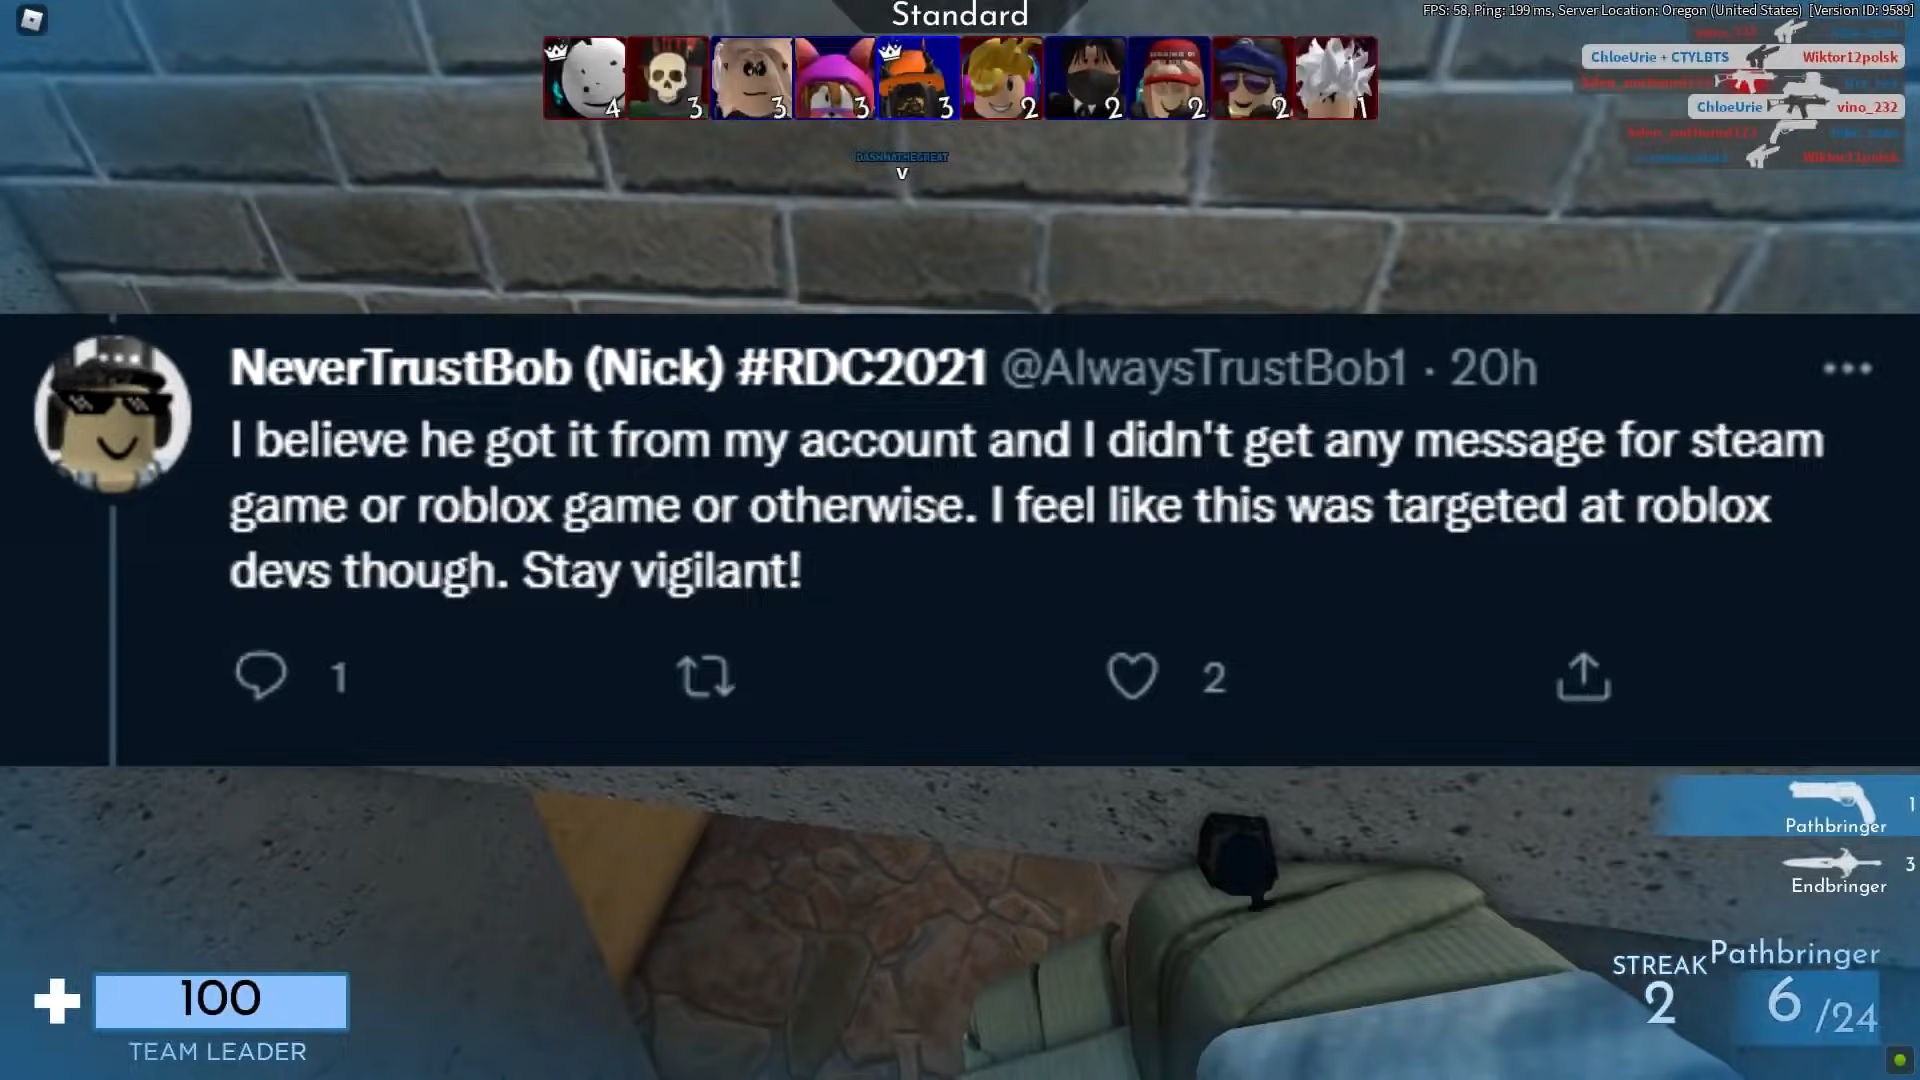 Standard
FPS: 58, Ping: 199 ms, Server Location: Oregon (United States) [Version ID: 9589]
ChloeUrie + CTYLBTS Wiktor12polsk
ChloeUrie vino_232
4 3 3 3 3 2 2 2 2 1
DASHNATHEGREAT
V
NeverTrustBob (Nick) #RDC2021 @AlwaysTrustBob1 · 20h
I believe he got it from my account and I didn't get any message for steam
game or roblox game or otherwise. I feel like this was targeted at roblox
devs though. Stay vigilant!
1 2
1
Pathbringer
3
Endbringer
Pathbringer
STREAK
2
6 /24
100
TEAM LEADER